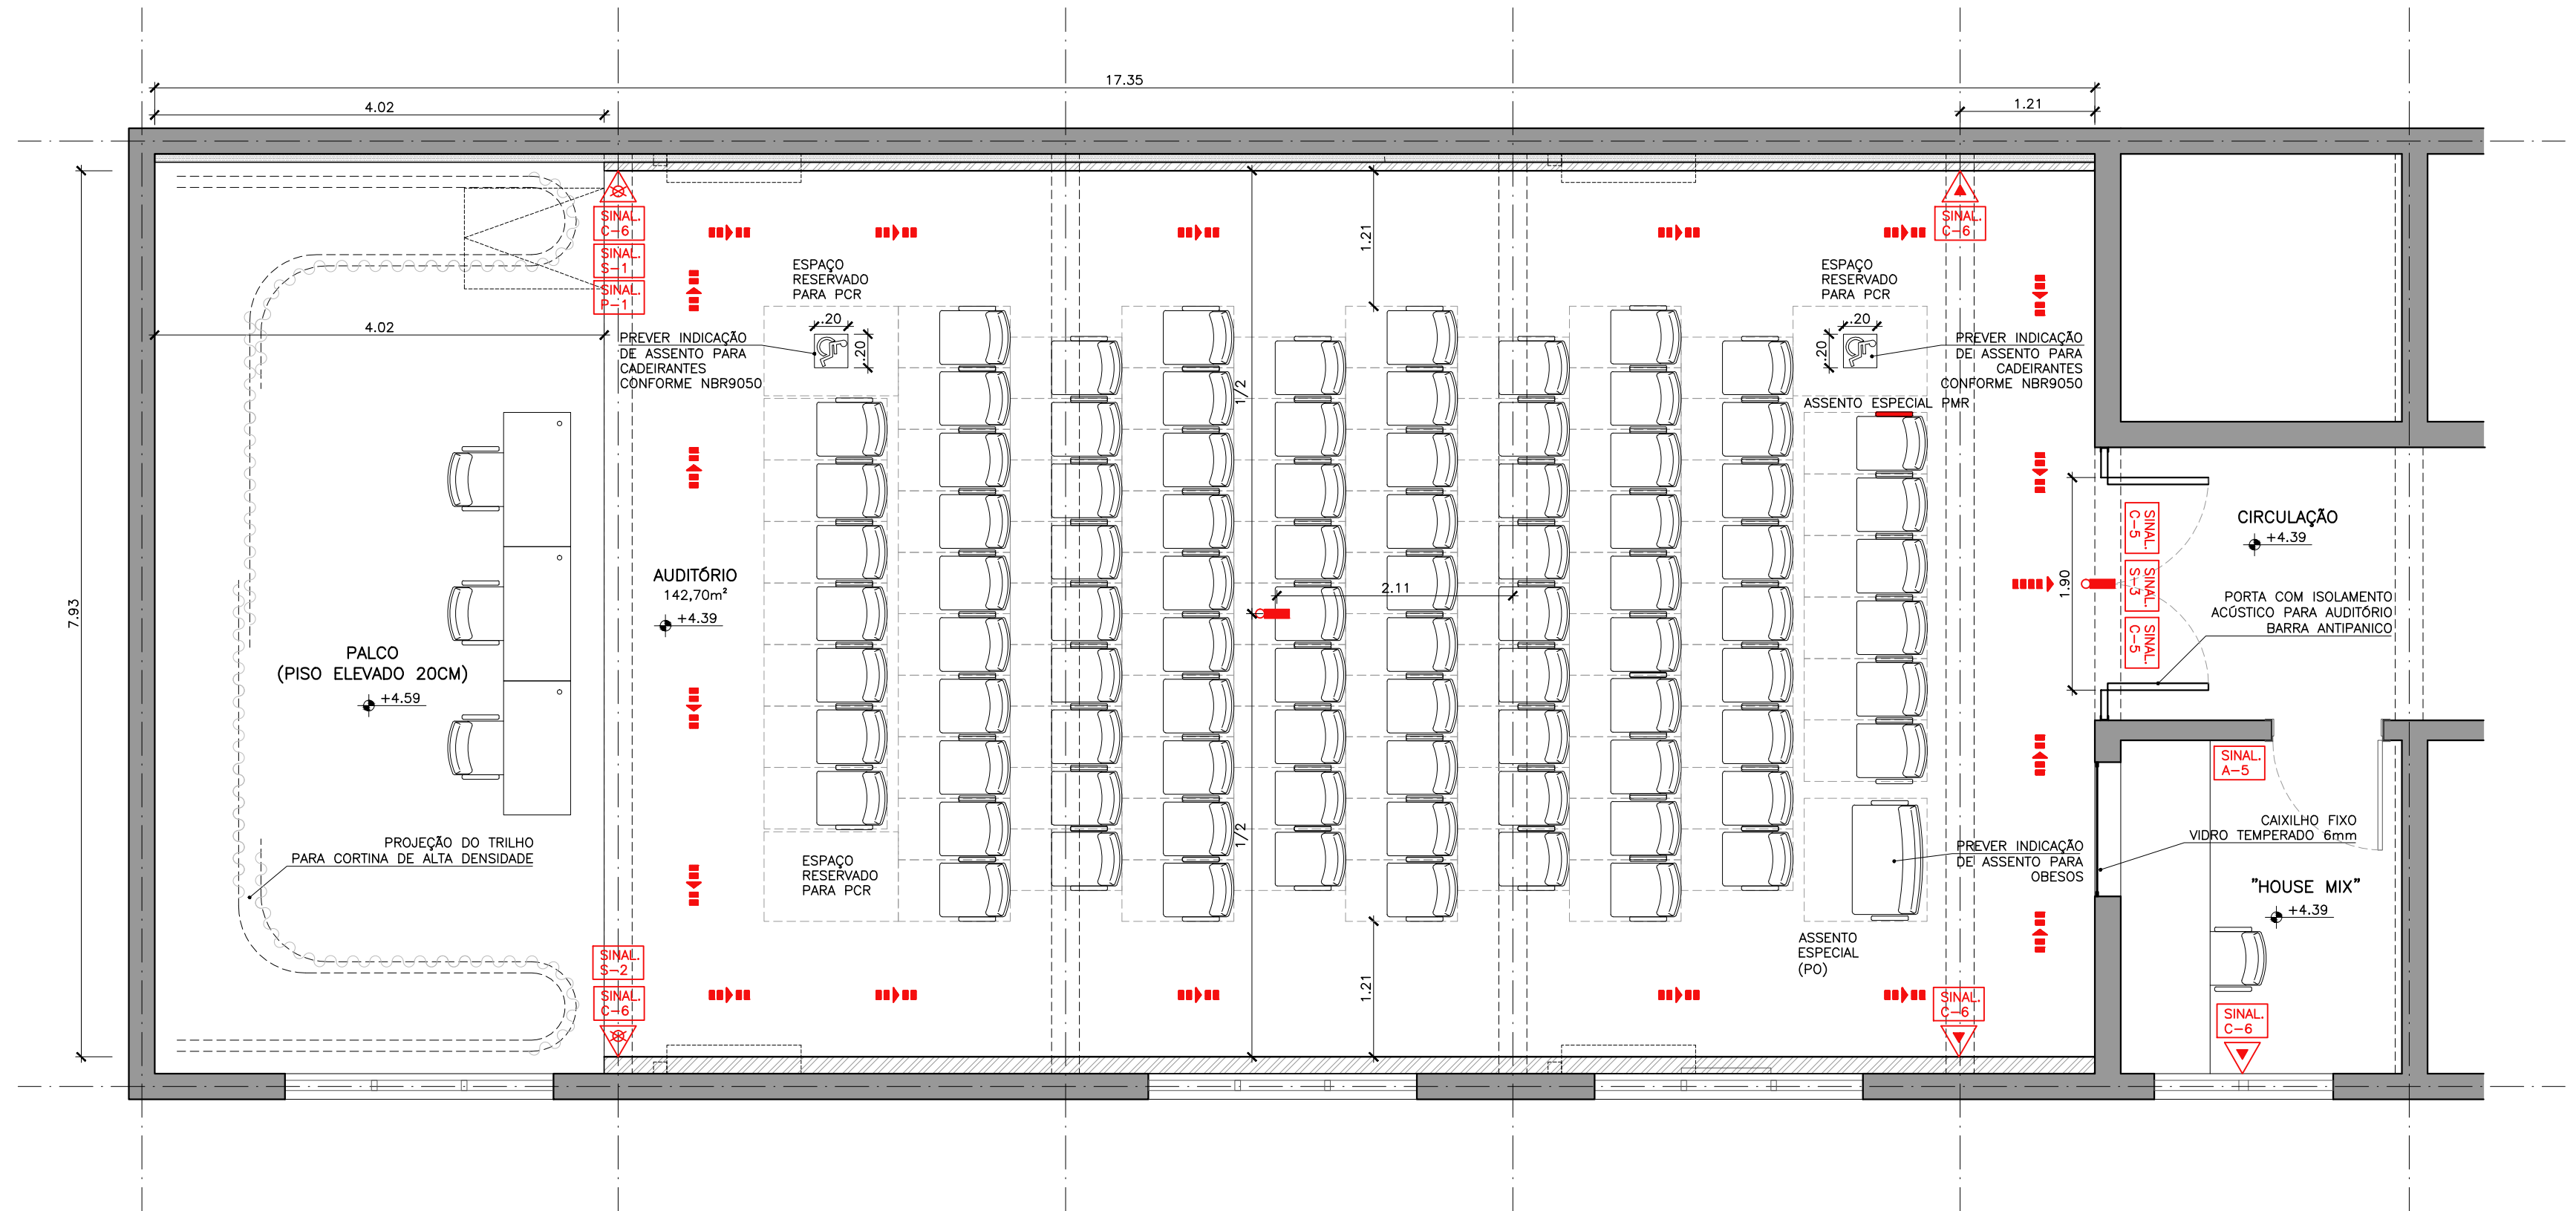 17.35
4.02
1.21
SINAL.
C-6
SINAL.
S-1
SINAL.
P-1
SINAL.
C-6
1.21
ESPAÇO
RESERVADO
PARA PCR
ESPAÇO
RESERVADO
PARA PCR
4.02
.20
.20
PREVER INDICAÇÃO
DE ASSENTO PARA
CADEIRANTES
CONFORME NBR9050
.20
.20
PREVER INDICAÇÃO
DE ASSENTO PARA
CADEIRANTES
CONFORME NBR9050
1/2
ASSENTO ESPECIAL PMR
SINAL.
C-5
SINAL.
S-3
SINAL.
C-5
CIRCULAÇÃO
+4.39
1.90
AUDITÓRIO
142,70m²
+4.39
2.11
7.93
PORTA COM ISOLAMENTO
ACÚSTICO PARA AUDITÓRIO
BARRA ANTIPANICO
PALCO
(PISO ELEVADO 20CM)
+4.59
SINAL.
A-5
PROJEÇÃO DO TRILHO
PARA CORTINA DE ALTA DENSIDADE
1/2
ESPAÇO
RESERVADO
PARA PCR
CAIXILHO FIXO
VIDRO TEMPERADO 6mm
PREVER INDICAÇÃO
DE ASSENTO PARA
OBESOS
"HOUSE MIX"
+4.39
ASSENTO
ESPECIAL
(PO)
SINAL.
S-2
SINAL.
C-6
1.21
SINAL.
C-6
SINAL.
C-6